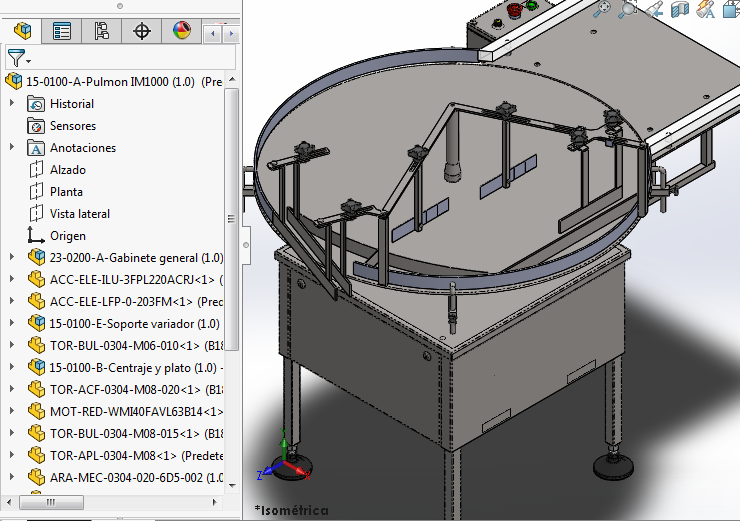 15-0100-A-Pulmon IM1000 (1.0) (Pre
Historial
Sensores
Anotaciones
Alzado
Planta
Vista lateral
Origen
23-0200-A-Gabinete general (1.0)
ACC-ELE-ILU-3FPL220ACRJ<1> (
ACC-ELE-LFP-0-203FM<1> (Prede
15-0100-E-Soporte variador (1.0)
TOR-BUL-0304-M06-010<1> (B18
15-0100-B-Centraje y plato (1.0) -
TOR-ACF-0304-M08-020<1> (B18
MOT-RED-WMI40FAVL63B14<1>
TOR-BUL-0304-M08-015<1> (B18
TOR-APL-0304-M08<1> (Predete
ARA-MEC-0304-020-6D5-002 (1.0
Z
*Isométrica